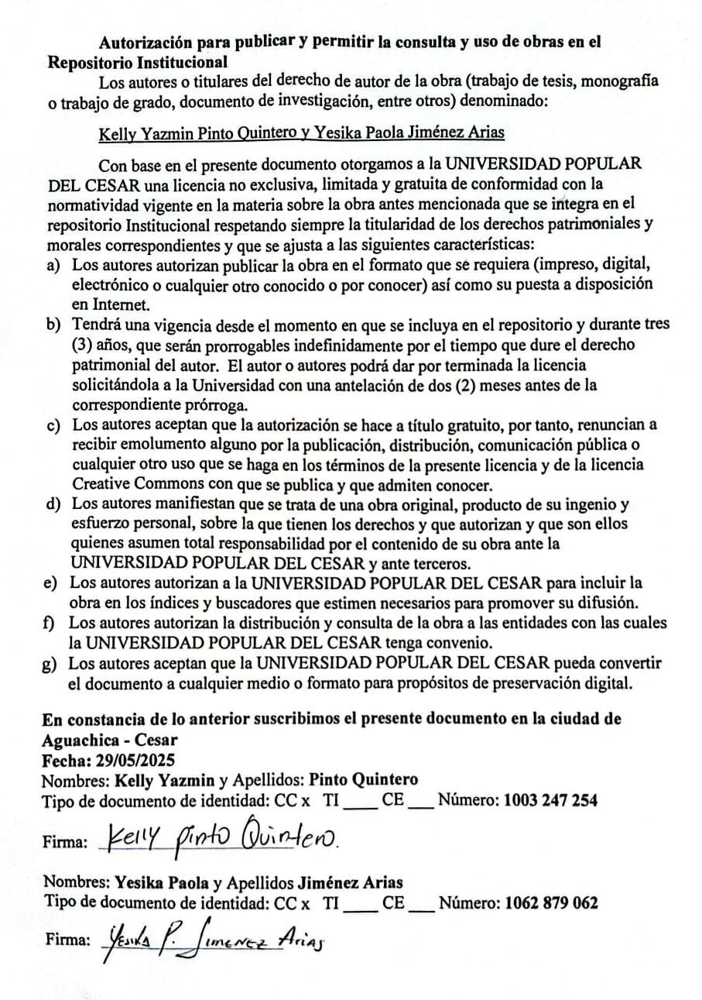 Autorización para publicar y permitir la consulta y uso de obras en el
Repositorio Institucional
Los autores o titulares del derecho de autor de la obra (trabajo de tesis, monografía
o trabajo de grado, documento de investigación, entre otros) denominado:
Kelly Yazmin Pinto Quintero y Yesika Paola Jiménez Arias
Con base en el presente documento otorgamos a la UNIVERSIDAD POPULAR
DEL CESAR una licencia no exclusiva, limitada y gratuita de conformidad con la
normatividad vigente en la materia sobre la obra antes mencionada que se integra en el
repositorio Institucional respetando siempre la titularidad de los derechos patrimoniales y
morales correspondientes y que se ajusta a las siguientes características:
a) Los autores autorizan publicar la obra en el formato que se requiera (impreso, digital,
electrónico o cualquier otro conocido o por conocer) así como su puesta a disposición
en Internet.
b) Tendrá una vigencia desde el momento en que se incluya en el repositorio y durante tres
(3) años, que serán prorrogables indefinidamente por el tiempo que dure el derecho
patrimonial del autor. El autor o autores podrá dar por terminada la licencia
solicitándola a la Universidad con una antelación de dos (2) meses antes de la
correspondiente prórroga.
c) Los autores aceptan que la autorización se hace a título gratuito, por tanto, renuncian a
recibir emolumento alguno por la publicación, distribución, comunicación pública o
cualquier otro uso que se haga en los términos de la presente licencia y de la licencia
Creative Commons con que se publica y que admiten conocer.
d) Los autores manifiestan que se trata de una obra original, producto de su ingenio y
esfuerzo personal, sobre la que tienen los derechos y que autorizan y que son ellos
quienes asumen total responsabilidad por el contenido de su obra ante la
UNIVERSIDAD POPULAR DEL CESAR y ante terceros.
e) Los autores autorizan a la UNIVERSIDAD POPULAR DEL CESAR para incluir la
obra en los índices y buscadores que estimen necesarios para promover su difusión.
f) Los autores autorizan la distribución y consulta de la obra a las entidades con las cuales
la UNIVERSIDAD POPULAR DEL CESAR tenga convenio.
g) Los autores aceptan que la UNIVERSIDAD POPULAR DEL CESAR pueda convertir
el documento a cualquier medio o formato para propósitos de preservación digital.
En constancia de lo anterior suscribimos el presente documento en la ciudad de
Aguachica - Cesar
Fecha: 29/05/2025
Nombres: Kelly Yazmin y Apellidos: Pinto Quintero
Tipo de documento de identidad: CC x TI ____ CE ___ Número: 1003 247 254
Firma: Kelly Pinto Quintero.
Nombres: Yesika Paola y Apellidos Jiménez Arias
Tipo de documento de identidad: CC x TI ____ CE ___ Número: 1062 879 062
Firma: Yesika P. Jimenez Arias